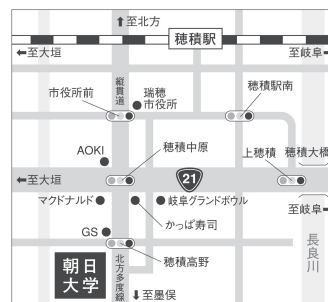 ↑至北方
穂積駅
←至大垣
至岐阜→
縦貫道
市役所前
瑞穂
市役所
穂積駅南
AOKI
穂積中原
上穂積
穂積大橋
←至大垣
21
マクドナルド
岐阜グランドボウル
至岐阜→
かっぱ寿司
GS
穂積高野
長良川
朝日
大学
北方多度線
↓至墨俣